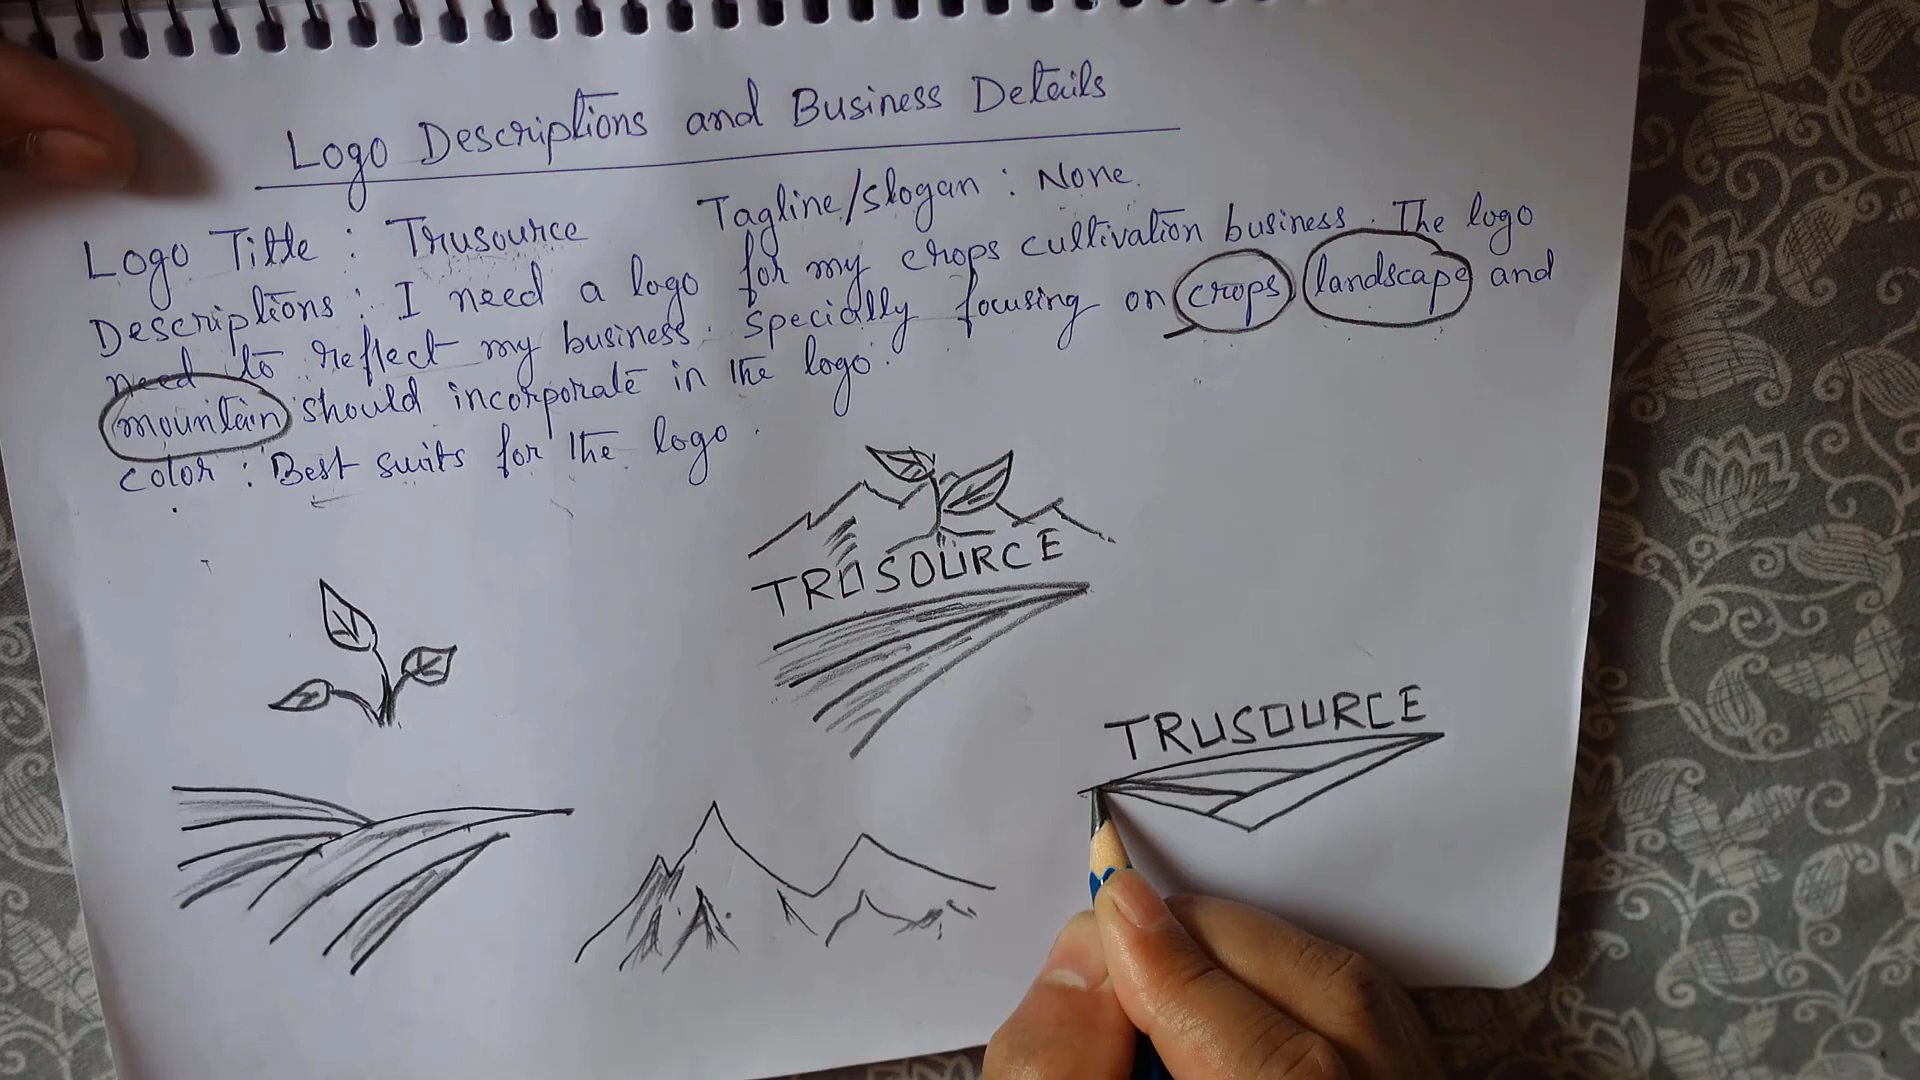 Logo Descriptions and Business Details
Logo Title : Trusource Tagline/slogan : None.
Descriptions : I need a logo for my crops cultivation business. The logo
need to reflect my business. specially focusing on crops landscape and
mountain should incorporate in the logo.
color : Best suits for the logo.
TRUSOURCE
TRUSOURCE